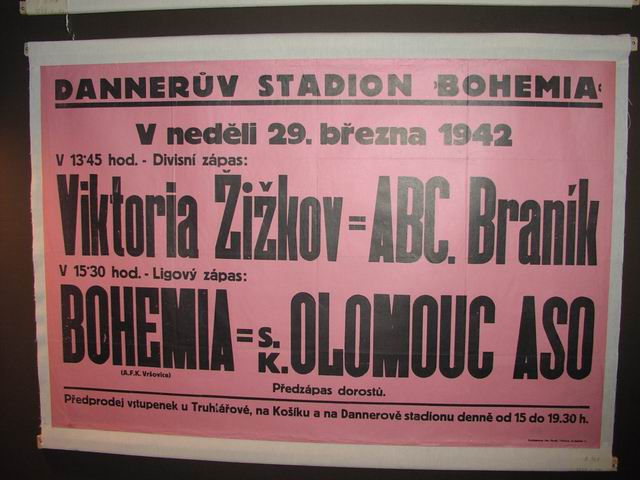 DANNERŮV STADION „BOHEMIA“
V neděli 29. března 1942
V 13·45 hod. - Divisní zápas:
Viktoria Žižkov = ABC. Braník
V 15·30 hod. - Ligový zápas:
BOHEMIA = S.K. OLOMOUC ASO
(A.F.K. Vršovice)
Předzápas dorostů.
Předprodej vstupenek u Truhlářové, na Košíku a na Dannerově stadionu denně od 15 do 19.30 h.